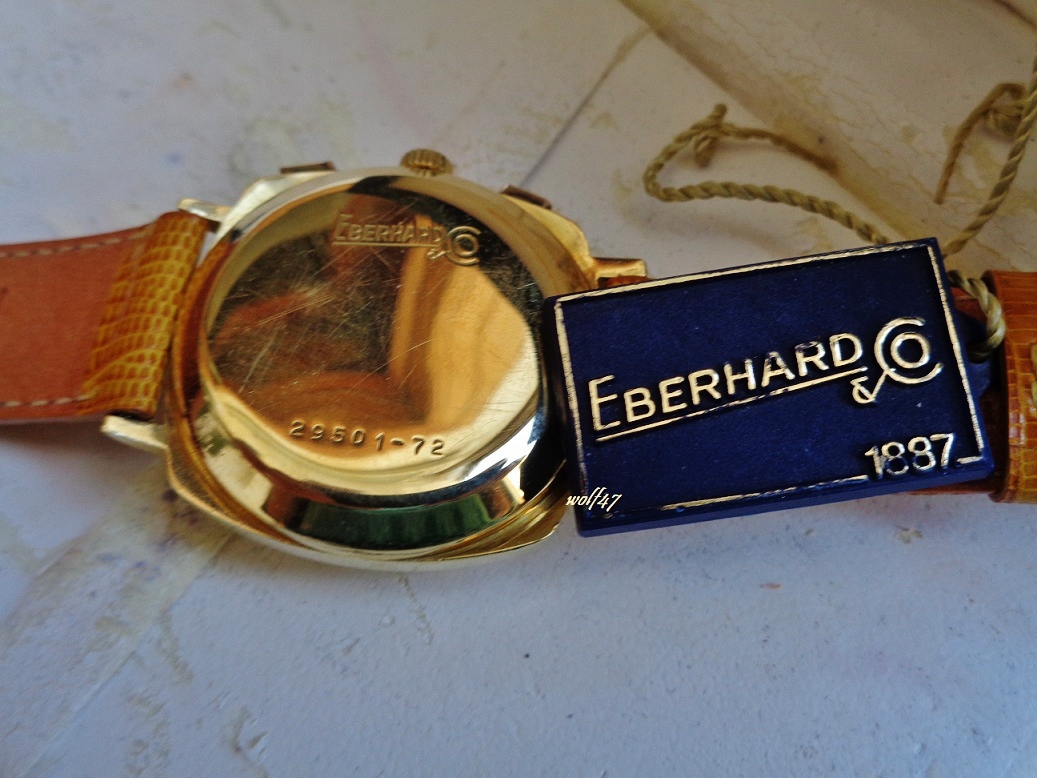 EBERHARD & CO
29501-72
EBERHARD & CO
1887
wolf47